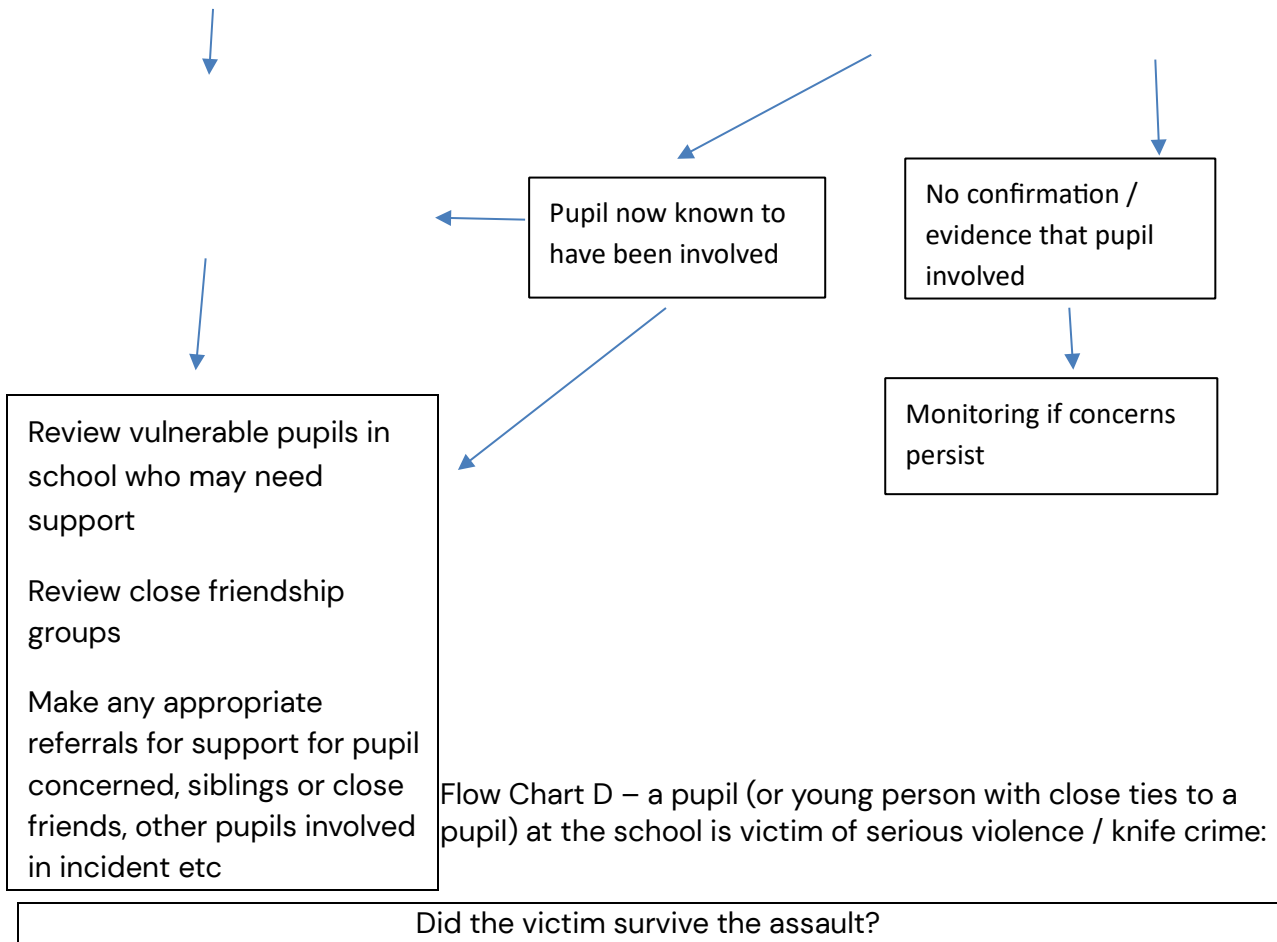 Pupil now known to
have been involved
No confirmation /
evidence that pupil
involved
Monitoring if concerns
persist
Review vulnerable pupils in
school who may need
support
Review close friendship
groups
Make any appropriate
referrals for support for pupil
concerned, siblings or close
friends, other pupils involved
in incident etc
Flow Chart D – a pupil (or young person with close ties to a
pupil) at the school is victim of serious violence / knife crime:
Did the victim survive the assault?